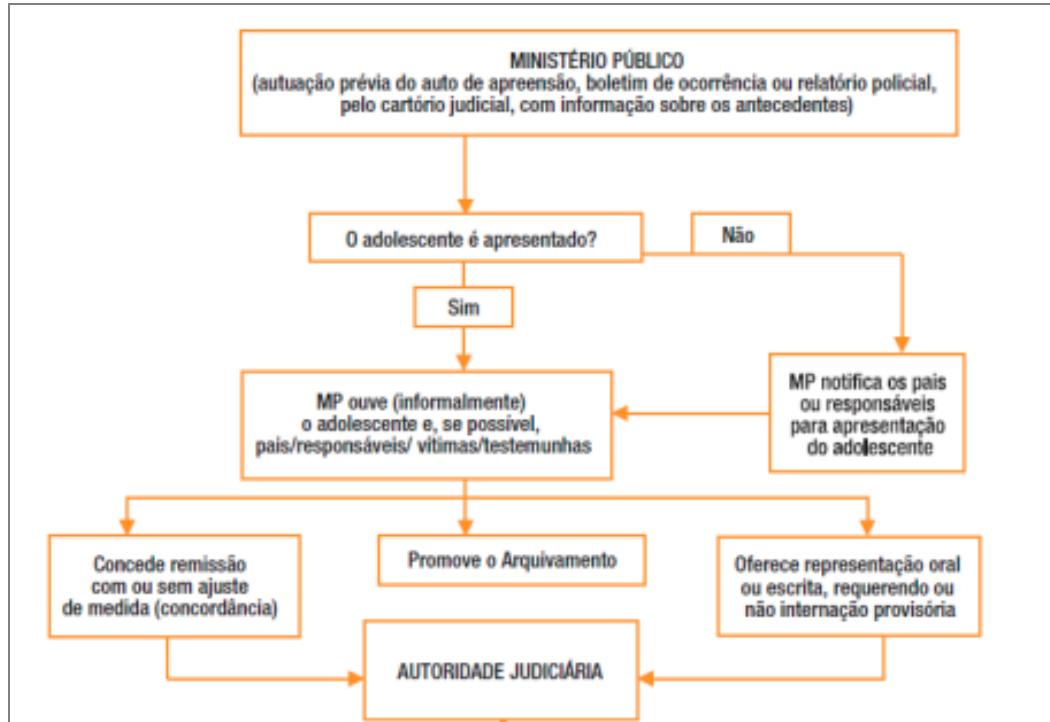 MINISTÉRIO PÚBLICO
(autuação prévia do auto de apreensão, boletim de ocorrência ou relatório policial,
pelo cartório judicial, com informação sobre os antecedentes)
O adolescente é apresentado?
Não
Sim
MP ouve (informalmente)
o adolescente e, se possível,
pais/responsáveis/ vítimas/testemunhas
MP notifica os pais
ou responsáveis
para apresentação
do adolescente
Concede remissão
com ou sem ajuste
de medida (concordância)
Promove o Arquivamento
Oferece representação oral
ou escrita, requerendo ou
não internação provisória
AUTORIDADE JUDICIÁRIA